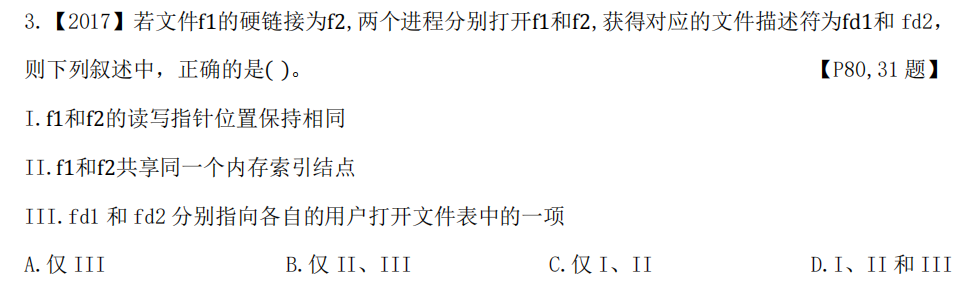 3.【2017】若文件f1的硬链接为f2,两个进程分别打开f1和f2,获得对应的文件描述符为fd1和 fd2,
则下列叙述中，正确的是( )。 【P80,31 题】
I.f1和f2的读写指针位置保持相同
II.f1和f2共享同一个内存索引结点
III.fd1 和 fd2 分别指向各自的用户打开文件表中的一项
A.仅 III B.仅 II、III C.仅 I、II D.I、II 和 III